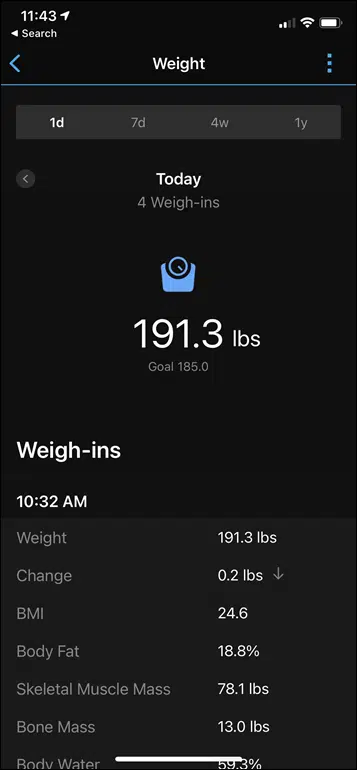 11:43
Search
Weight
1d 7d 4w 1y
Today
4 Weigh-ins
191.3 lbs
Goal 185.0
Weigh-ins
10:32 AM
Weight 191.3 lbs
Change 0.2 lbs
BMI 24.6
Body Fat 18.8%
Skeletal Muscle Mass 78.1 lbs
Bone Mass 13.0 lbs
Body Water 59.3%